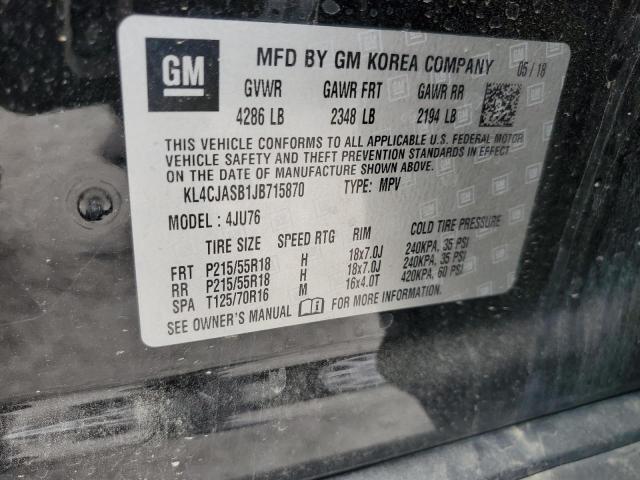 GM
MFD BY GM KOREA COMPANY 05/18
GVWR GAWR FRT GAWR RR
4286 LB 2348 LB 2194 LB
THIS VEHICLE CONFORMS TO ALL APPLICABLE U.S. FEDERAL MOTOR
VEHICLE SAFETY AND THEFT PREVENTION STANDARDS IN EFFECT
ON THE DATE OF MANUFACTURE SHOWN ABOVE.
KL4CJASB1JB715870 TYPE: MPV
MODEL: 4JU76
TIRE SIZE SPEED RTG RIM COLD TIRE PRESSURE
FRT P215/55R18 H 18x7.0J 240KPA, 35 PSI
RR P215/55R18 H 18x7.0J 240KPA, 35 PSI
SPA T125/70R16 M 16x4.0T 420KPA, 60 PSI
SEE OWNER'S MANUAL FOR MORE INFORMATION.